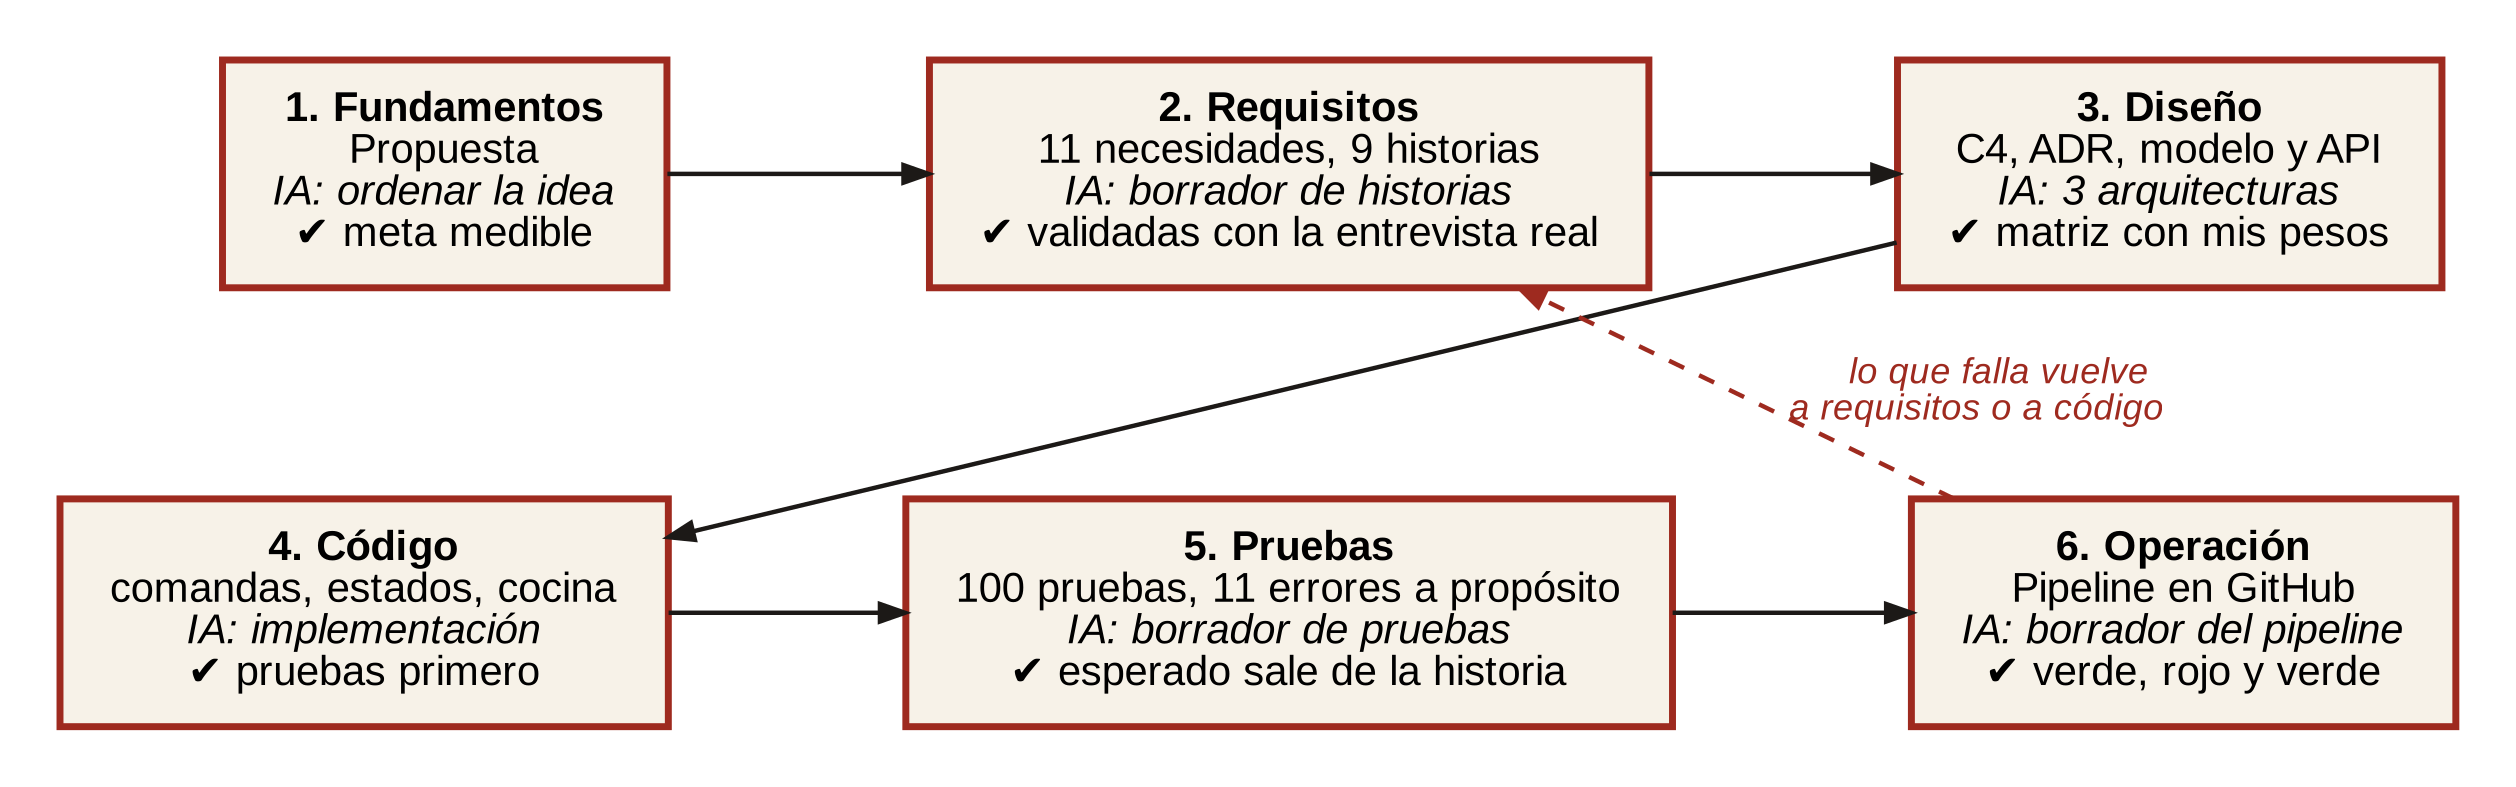 1. Fundamentos
Propuesta
IA: ordenar la idea
✔ meta medible
2. Requisitos
11 necesidades, 9 historias
IA: borrador de historias
✔ validadas con la entrevista real
3. Diseño
C4, ADR, modelo y API
IA: 3 arquitecturas
✔ matriz con mis pesos
lo que falla vuelve
a requisitos o a código
4. Código
comandas, estados, cocina
IA: implementación
✔ pruebas primero
5. Pruebas
100 pruebas, 11 errores a propósito
IA: borrador de pruebas
✔ esperado sale de la historia
6. Operación
Pipeline en GitHub
IA: borrador del pipeline
✔ verde, rojo y verde